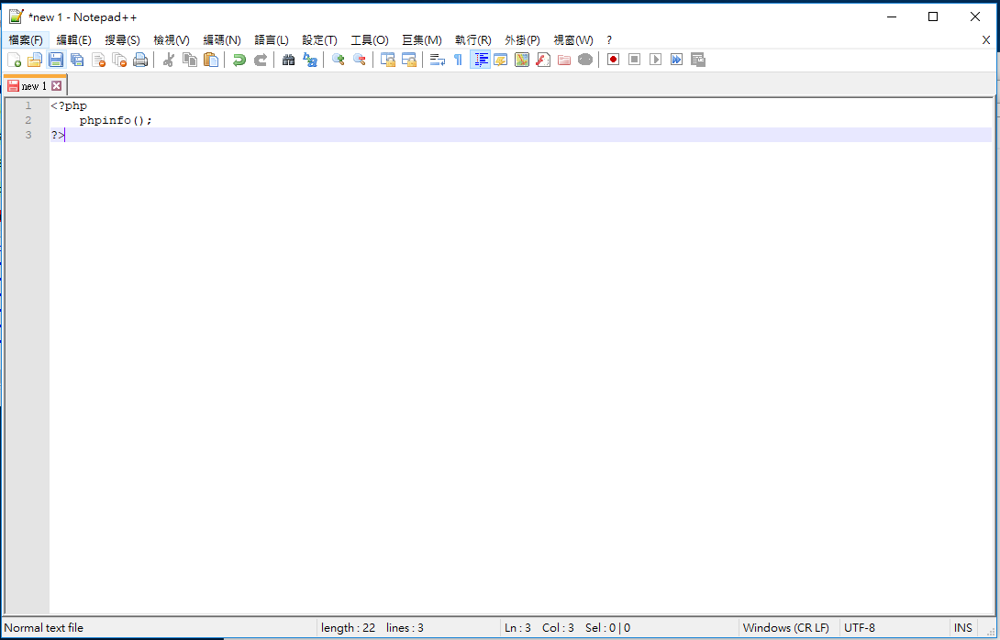 *new 1 - Notepad++
檔案(F) 編輯(E) 搜尋(S) 檢視(V) 編碼(N) 語言(L) 設定(T) 工具(O) 巨集(M) 執行(R) 外掛(P) 視窗(W) ? X
new 1
1 <?php
2     phpinfo();
3 ?>
Normal text file length : 22 lines : 3 Ln : 3 Col : 3 Sel : 0 | 0 Windows (CR LF) UTF-8 INS